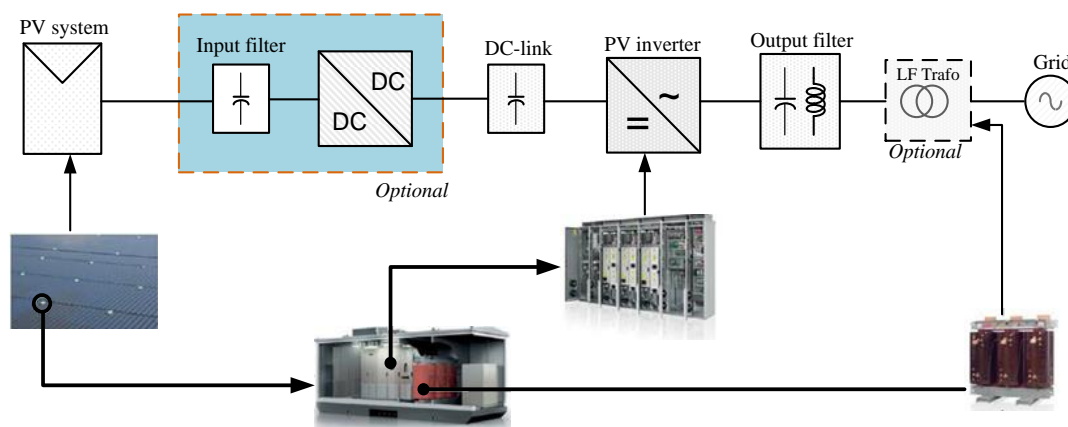 PV system
Input filter
DC
DC
Optional
DC-link
PV inverter
~
=
Output filter
LF Trafo
Optional
Grid
~